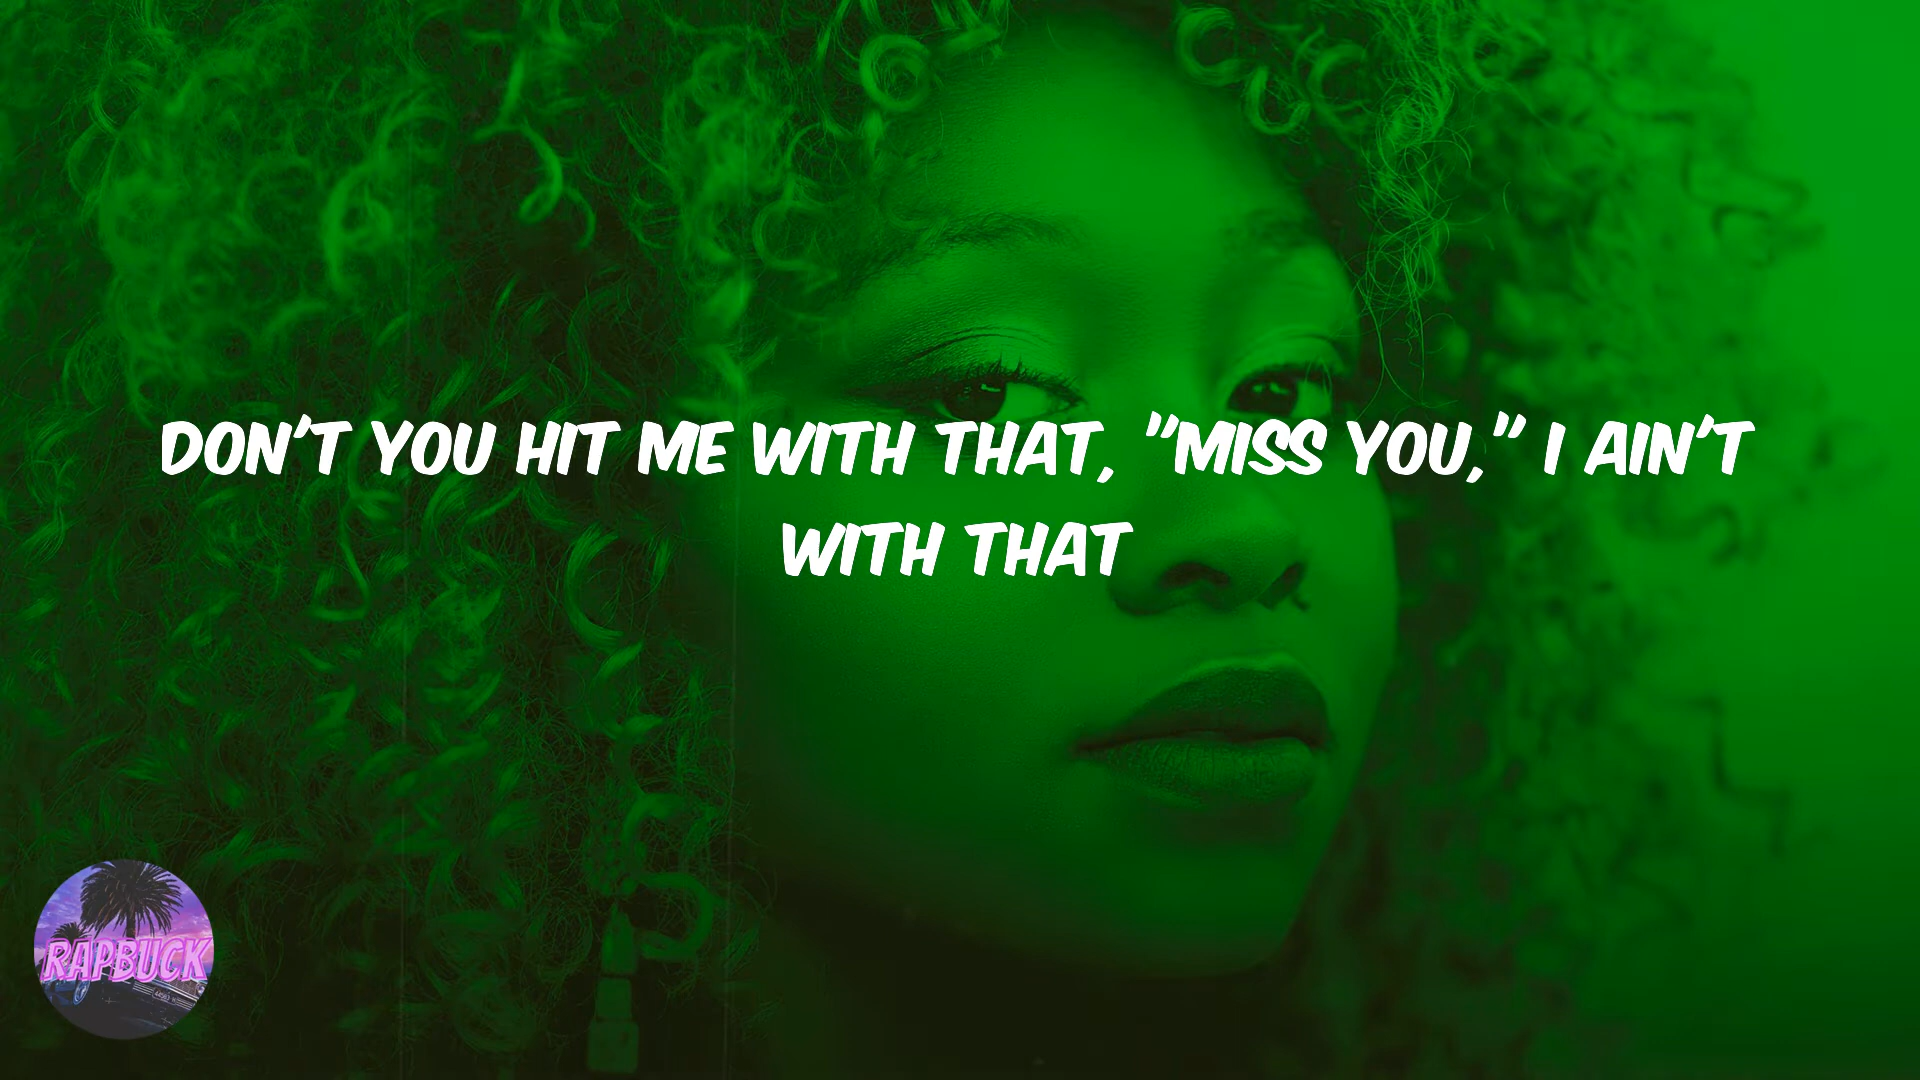 DON'T YOU HIT ME WITH THAT, "MISS YOU," I AIN'T
WITH THAT
RAPBUCK